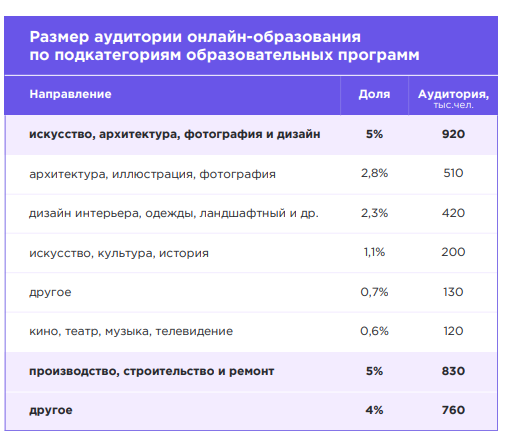 Размер аудитории онлайн-образования
по подкатегориям образовательных программ
Направление Доля Аудитория,
тыс.чел.
искусство, архитектура, фотография и дизайн 5% 920
архитектура, иллюстрация, фотография 2,8% 510
дизайн интерьера, одежды, ландшафтный и др. 2,3% 420
искусство, культура, история 1,1% 200
другое 0,7% 130
кино, театр, музыка, телевидение 0,6% 120
производство, строительство и ремонт 5% 830
другое 4% 760